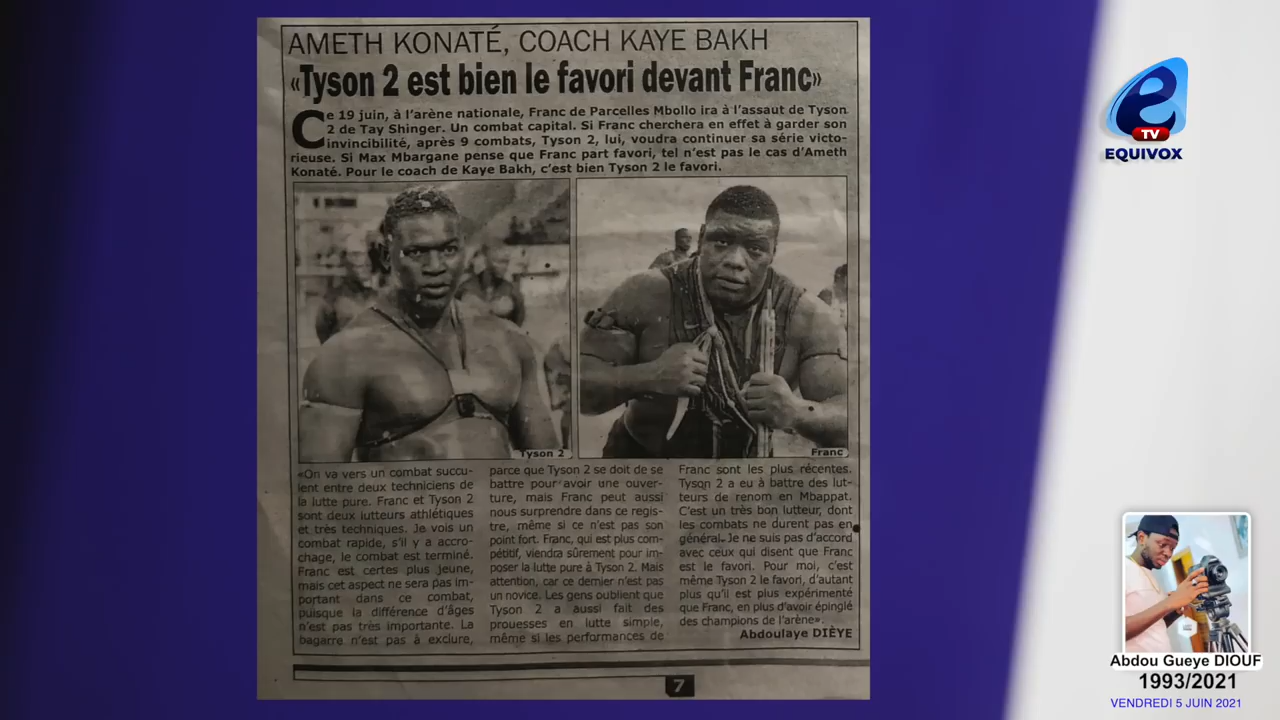 AMETH KONATÉ, COACH KAYE BAKH
«Tyson 2 est bien le favori devant Franc»
Ce 19 juin, à l'arène nationale, Franc de Parcelles Mbollo ira à l'assaut de Tyson
2 de Tay Shinger. Un combat capital. Si Franc cherchera en effet à garder son
invincibilité, après 9 combats, Tyson 2, lui, voudra continuer sa série victo-
rieuse. Si Max Mbargane pense que Franc part favori, tel n'est pas le cas d'Ameth
Konaté. Pour le coach de Kaye Bakh, c'est bien Tyson 2 le favori.
Tyson 2
Franc
«On va vers un combat succu-
lent entre deux techniciens de
la lutte pure. Franc et Tyson 2
sont deux lutteurs athlétiques
et très techniques. Je vois un
combat rapide, s'il y a accro-
chage, le combat est terminé.
Franc est certes plus jeune,
mais cet aspect ne sera pas im-
portant dans ce combat,
puisque la différence d'âges
n'est pas très importante. La
bagarre n'est pas à exclure,
parce que Tyson 2 se doit de se
battre pour avoir une ouver-
ture, mais Franc peut aussi
nous surprendre dans ce regis-
tre, même si ce n'est pas son
point fort. Franc, qui est plus com-
pétitif, viendra sûrement pour im-
poser la lutte pure à Tyson 2. Mais
attention, car ce dernier n'est pas
un novice. Les gens oublient que
Tyson 2 a aussi fait des
prouesses en lutte simple,
même si les performances de
Franc sont les plus récentes.
Tyson 2 a eu à battre des lut-
teurs de renom en Mbappat.
C'est un très bon lutteur, dont
les combats ne durent pas en
général. Je ne suis pas d'accord
avec ceux qui disent que Franc
est le favori. Pour moi, c'est
même Tyson 2 le favori, d'autant
plus qu'il est plus expérimenté
que Franc, en plus d'avoir épinglé
des champions de l'arène».
Abdoulaye DIÈYE
7
e
TV
EQUIVOX
Abdou Gueye DIOUF
1993/2021
VENDREDI 5 JUIN 2021